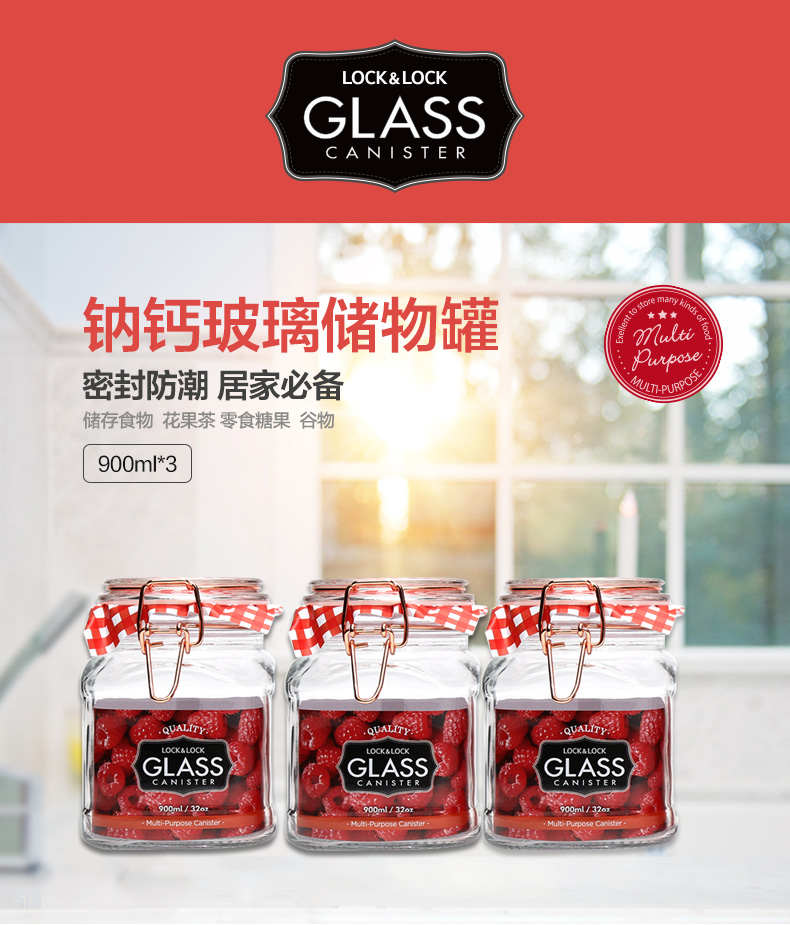 LOCK&LOCK
GLASS
CANISTER
钠钙玻璃储物罐
密封防潮 居家必备
储存食物 花果茶 零食糖果 谷物
900ml*3
Exellent to store many kinds of food
Multi
Purpose
MULTI-PURPOSE
QUALITY
LOCK&LOCK
GLASS
CANISTER
900ml / 32oz
- Multi-Purpose Canister -
QUALITY
LOCK&LOCK
GLASS
CANISTER
900ml / 32oz
- Multi-Purpose Canister -
QUALITY
LOCK&LOCK
GLASS
CANISTER
900ml / 32oz
- Multi-Purpose Canister -